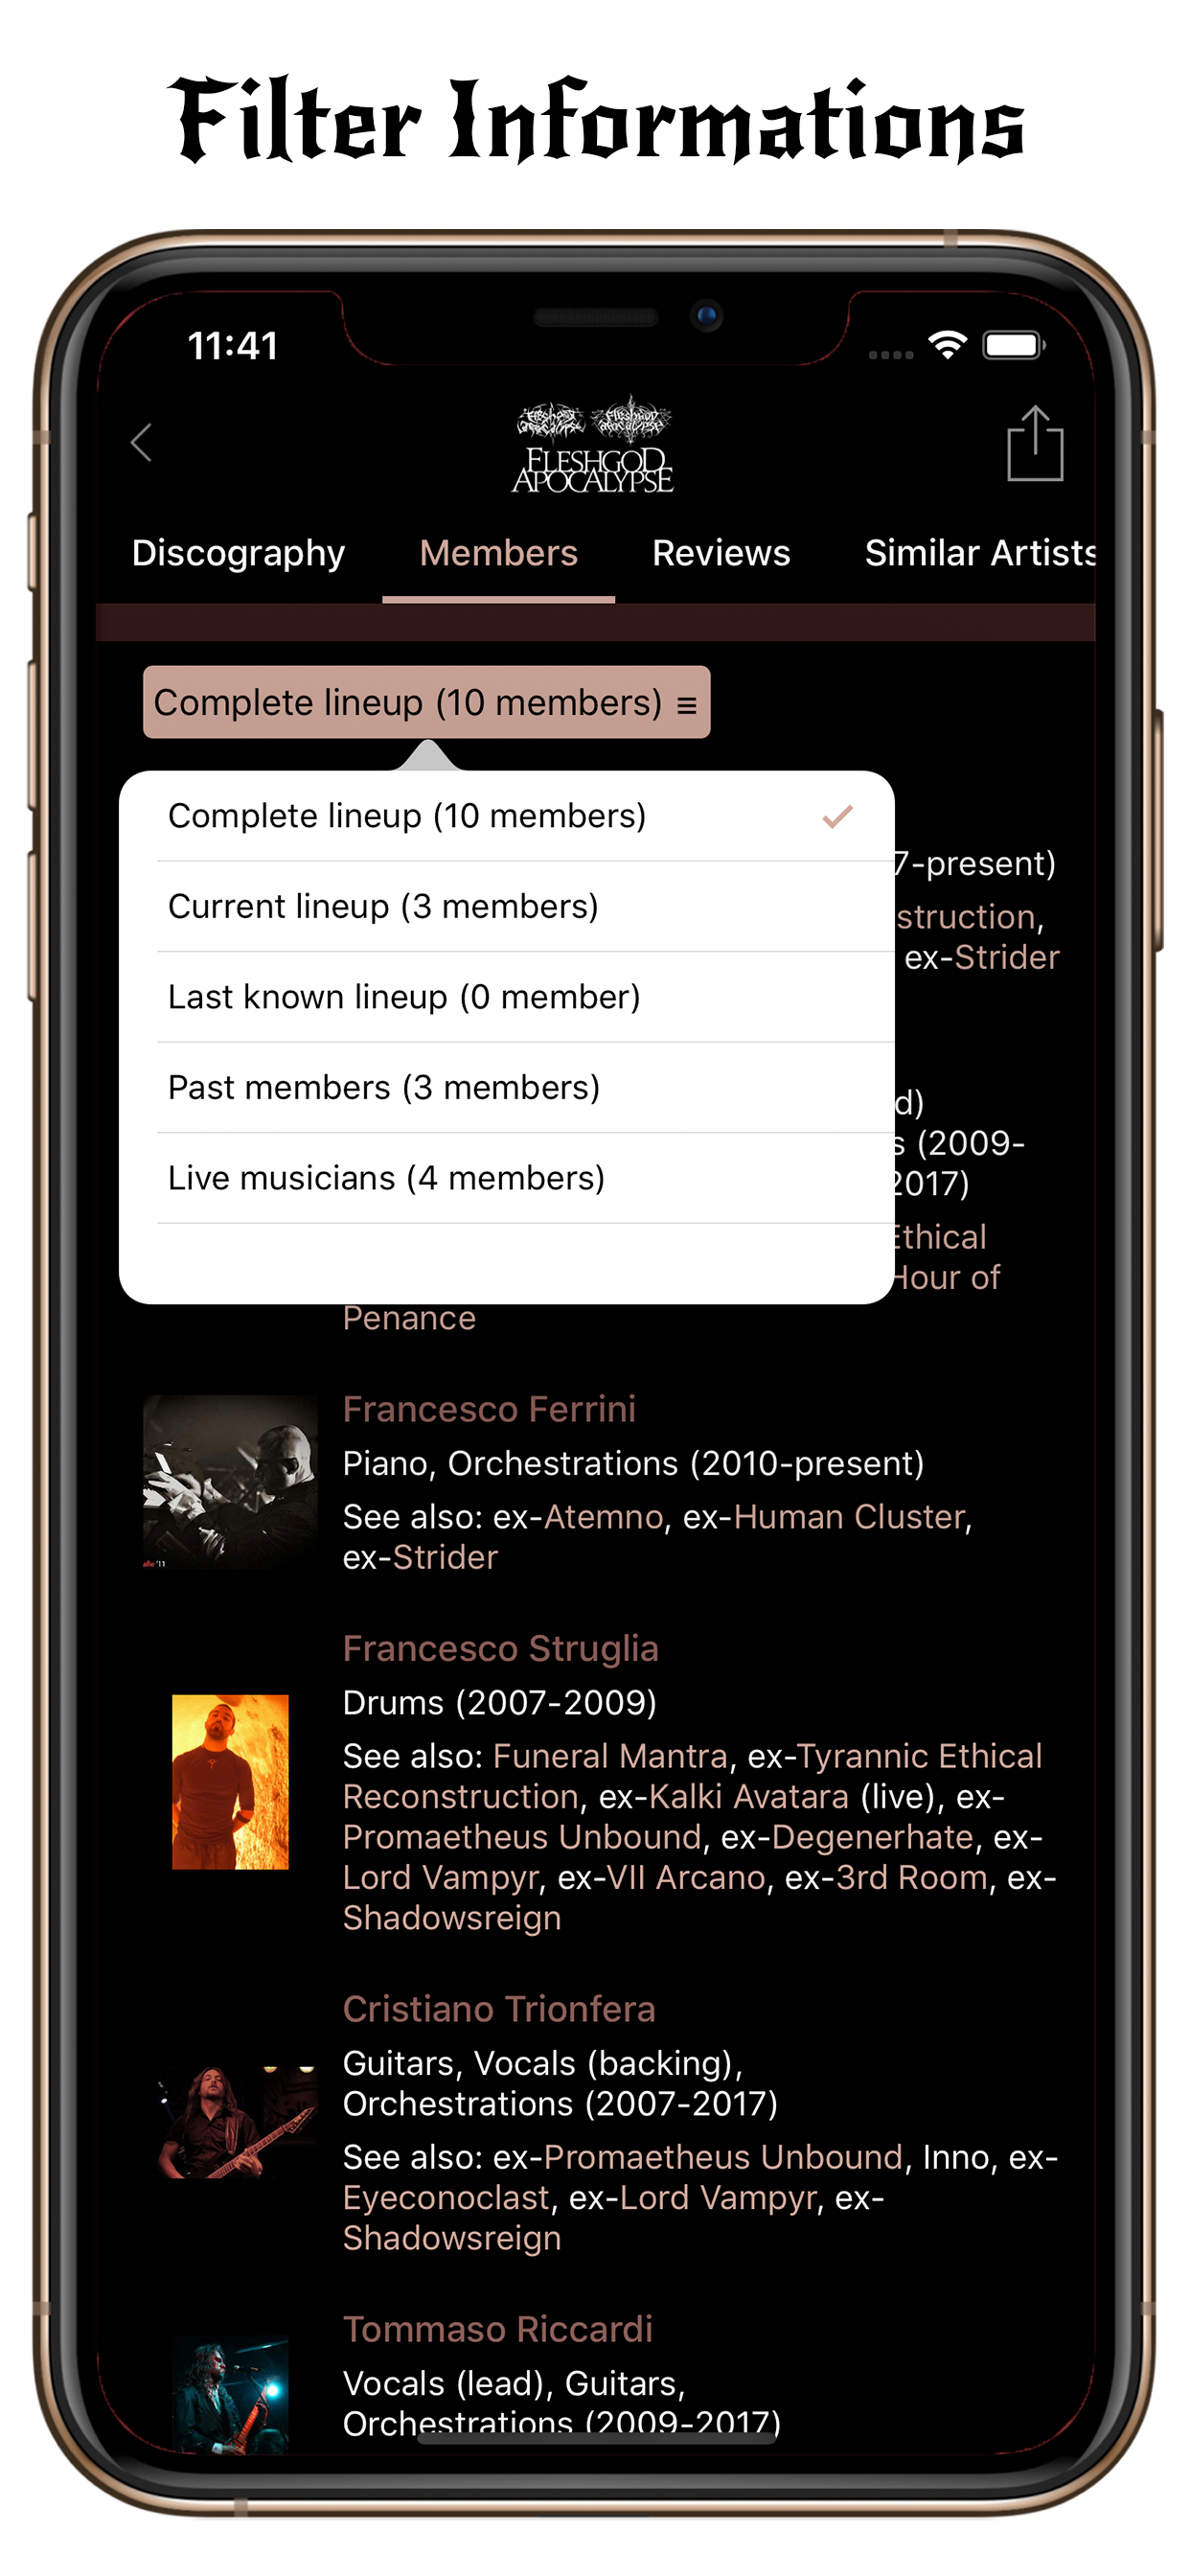 Filter Informations
11:41
FLESHGOD
APOCALYPSE
Discography Members Reviews Similar Artists
Complete lineup (10 members) ≡
Complete lineup (10 members)
7-present)
Current lineup (3 members)
struction,
ex-Strider
Last known lineup (0 member)
Past members (3 members)
d)
s (2009-
Live musicians (4 members)
2017)
Ethical
Hour of
Penance
Francesco Ferrini
Piano, Orchestrations (2010-present)
See also: ex-Atemno, ex-Human Cluster,
ex-Strider
Francesco Struglia
Drums (2007-2009)
See also: Funeral Mantra, ex-Tyrannic Ethical
Reconstruction, ex-Kalki Avatara (live), ex-
Promaetheus Unbound, ex-Degenerhate, ex-
Lord Vampyr, ex-VII Arcano, ex-3rd Room, ex-
Shadowsreign
Cristiano Trionfera
Guitars, Vocals (backing),
Orchestrations (2007-2017)
See also: ex-Promaetheus Unbound, Inno, ex-
Eyeconoclast, ex-Lord Vampyr, ex-
Shadowsreign
Tommaso Riccardi
Vocals (lead), Guitars,
Orchestrations (2009-2017)